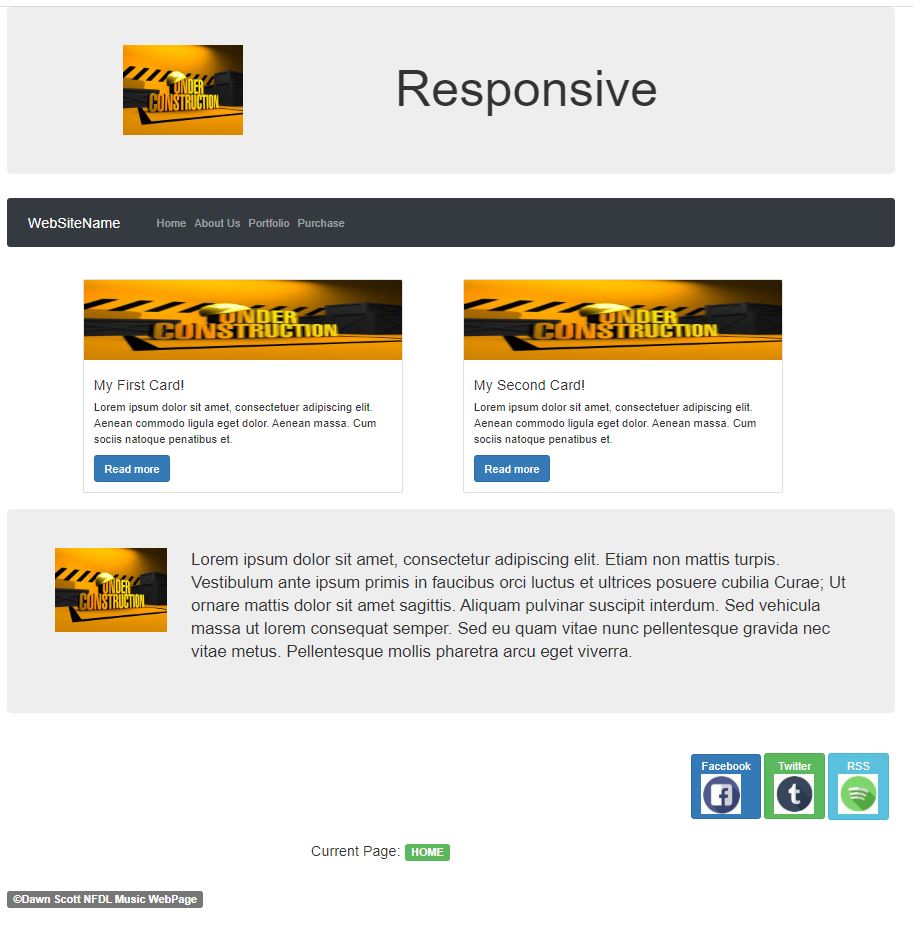 UNDER
CONSTRUCTION
Responsive
WebSiteName Home About Us Portfolio Purchase
UNDER
CONSTRUCTION
My First Card!
Lorem ipsum dolor sit amet, consectetuer adipiscing elit.
Aenean commodo ligula eget dolor. Aenean massa. Cum
sociis natoque penatibus et.
Read more
UNDER
CONSTRUCTION
My Second Card!
Lorem ipsum dolor sit amet, consectetuer adipiscing elit.
Aenean commodo ligula eget dolor. Aenean massa. Cum
sociis natoque penatibus et.
Read more
UNDER
CONSTRUCTION
Lorem ipsum dolor sit amet, consectetur adipiscing elit. Etiam non mattis turpis.
Vestibulum ante ipsum primis in faucibus orci luctus et ultrices posuere cubilia Curae; Ut
ornare mattis dolor sit amet sagittis. Aliquam pulvinar suscipit interdum. Sed vehicula
massa ut lorem consequat semper. Sed eu quam vitae nunc pellentesque gravida nec
vitae metus. Pellentesque mollis pharetra arcu eget viverra.
Facebook Twitter RSS
f t
Current Page: HOME
©Dawn Scott NFDL Music WebPage